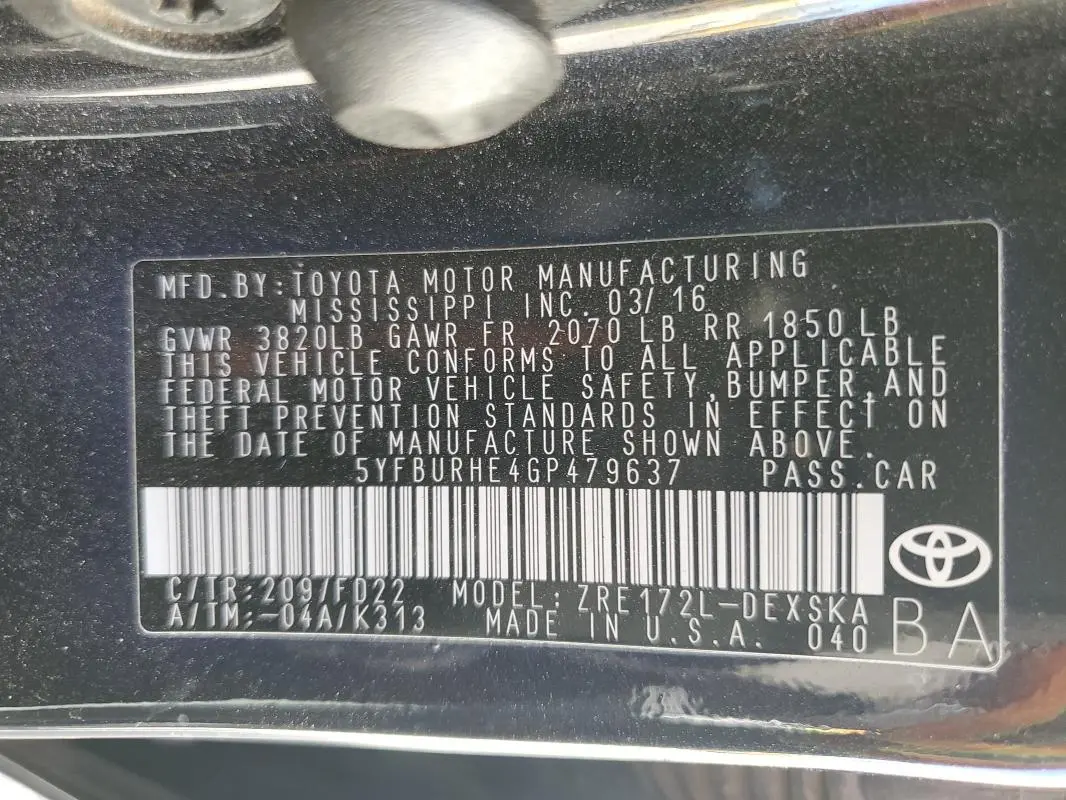 MFD.BY:TOYOTA MOTOR MANUFACTURING
MISSISSIPPI INC. 03/16
GVWR 3820LB GAWR FR 2070 LB RR 1850 LB
THIS VEHICLE CONFORMS TO ALL APPLICABLE
FEDERAL MOTOR VEHICLE SAFETY,BUMPER,AND
THEFT PREVENTION STANDARDS IN EFFECT ON
THE DATE OF MANUFACTURE SHOWN ABOVE.
5YFBURHE4GP479637 PASS.CAR
C/TR:209/FD22 MODEL:ZRE172L-DEXSKA
A/TM:-04A/K313 MADE IN U.S.A. 040
BA